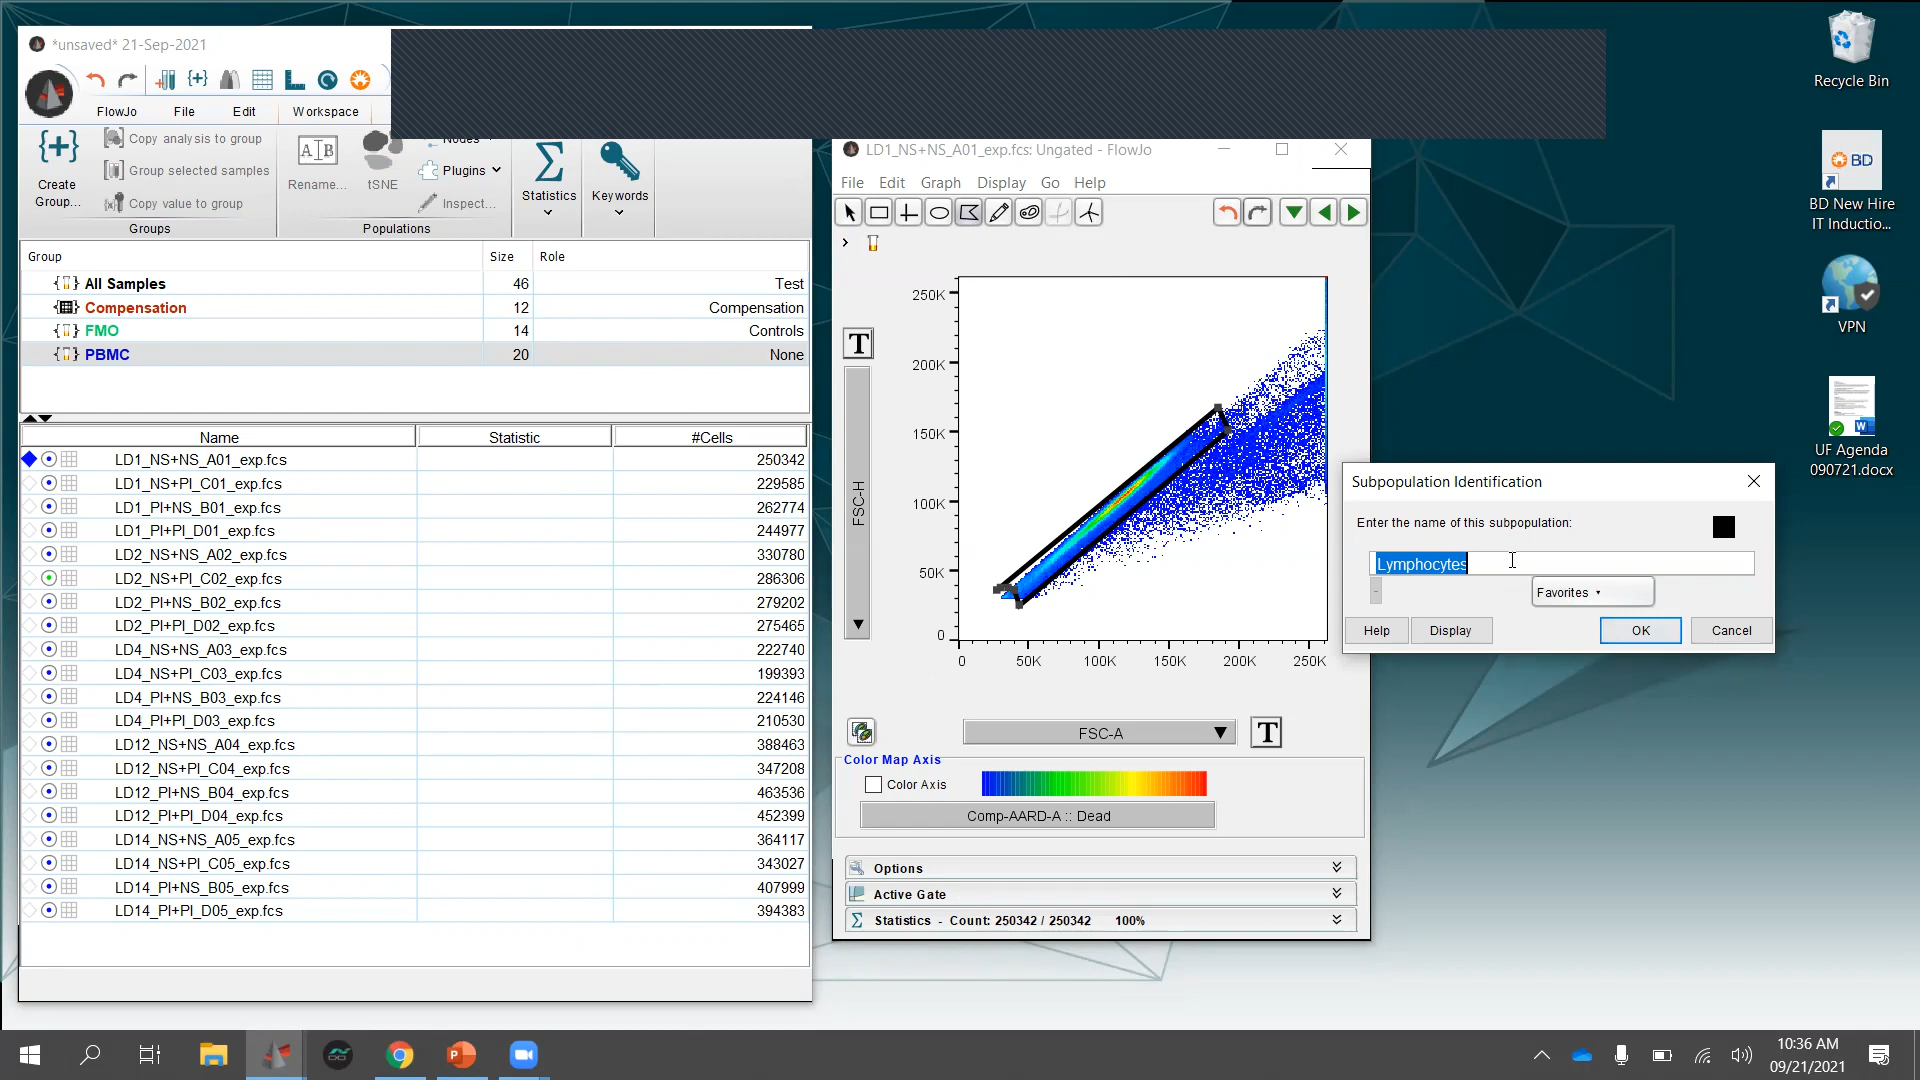 *unsaved* 21-Sep-2021
FlowJo File Edit Workspace
Create Group...
Copy analysis to group
Group selected samples
Copy value to group
Groups
Rename...
tSNE
Nodes
Plugins
Inspect...
Populations
Statistics
Keywords
Group Size Role
All Samples 46 Test
Compensation 12 Compensation
FMO 14 Controls
PBMC 20 None
Name Statistic #Cells
LD1_NS+NS_A01_exp.fcs 250342
LD1_NS+PI_C01_exp.fcs 229585
LD1_PI+NS_B01_exp.fcs 262774
LD1_PI+PI_D01_exp.fcs 244977
LD2_NS+NS_A02_exp.fcs 330780
LD2_NS+PI_C02_exp.fcs 286306
LD2_PI+NS_B02_exp.fcs 279202
LD2_PI+PI_D02_exp.fcs 275465
LD4_NS+NS_A03_exp.fcs 222740
LD4_NS+PI_C03_exp.fcs 199393
LD4_PI+NS_B03_exp.fcs 224146
LD4_PI+PI_D03_exp.fcs 210530
LD12_NS+NS_A04_exp.fcs 388463
LD12_NS+PI_C04_exp.fcs 347208
LD12_PI+NS_B04_exp.fcs 463536
LD12_PI+PI_D04_exp.fcs 452399
LD14_NS+NS_A05_exp.fcs 364117
LD14_NS+PI_C05_exp.fcs 343027
LD14_PI+NS_B05_exp.fcs 407999
LD14_PI+PI_D05_exp.fcs 394383
LD1_NS+NS_A01_exp.fcs: Ungated - FlowJo
File Edit Graph Display Go Help
T
FSC-H
250K
200K
150K
100K
50K
0
0 50K 100K 150K 200K 250K
FSC-A
T
Color Map Axis
Color Axis
Comp-AARD-A :: Dead
Options
Active Gate
Statistics - Count: 250342 / 250342 100%
Subpopulation Identification
Enter the name of this subpopulation:
Lymphocytes
-
Favorites
Help Display OK Cancel
Recycle Bin
BD
BD New Hire
IT Inductio...
VPN
UF Agenda
090721.docx
10:36 AM
09/21/2021